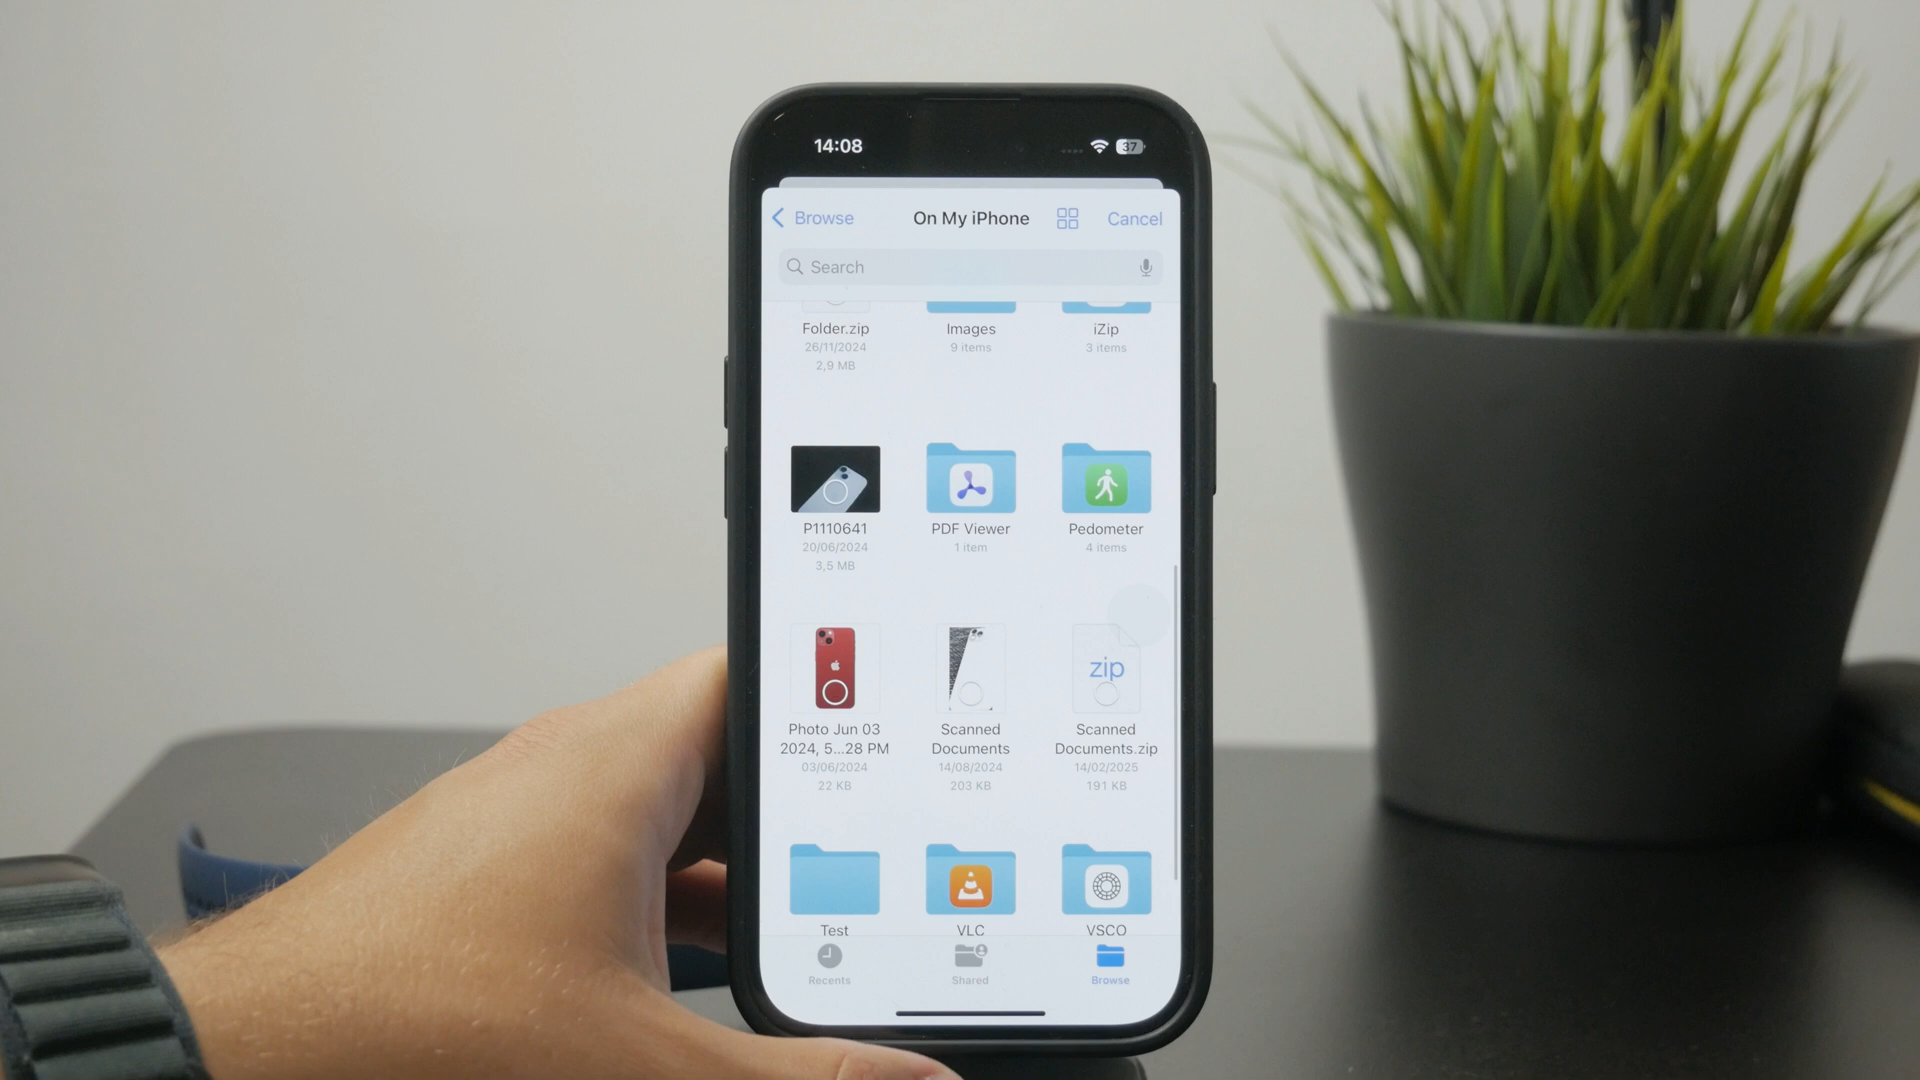 14:08
37
Browse
On My iPhone
Cancel
Search
Folder.zip
26/11/2024
2,9 MB
Images
9 items
iZip
3 items
P1110641
20/06/2024
3,5 MB
PDF Viewer
1 item
Pedometer
4 items
Photo Jun 03
2024, 5...28 PM
03/06/2024
22 KB
Scanned
Documents
14/08/2024
203 KB
zip
Scanned
Documents.zip
14/02/2025
191 KB
Test
VLC
VSCO
Recents
Shared
Browse